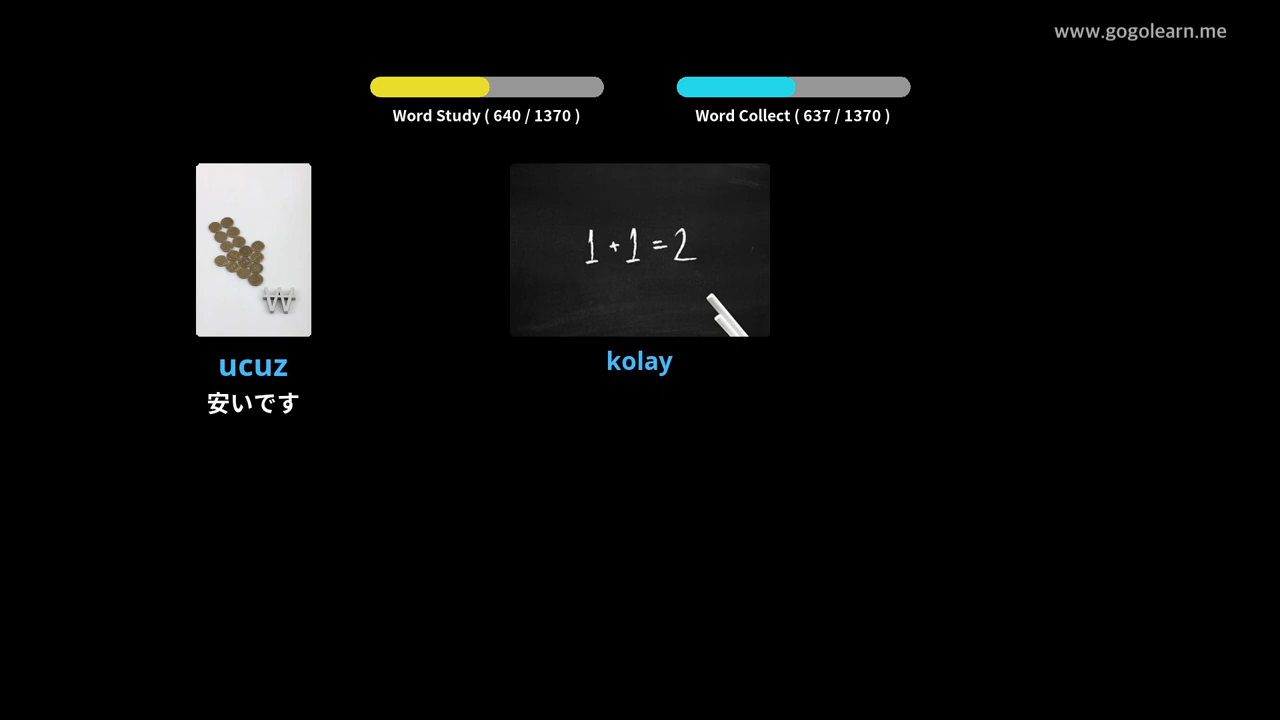 www.gogolearn.me
Word Study ( 640 / 1370 )
Word Collect ( 637 / 1370 )
1 + 1 = 2
₩
ucuz
安いです
kolay